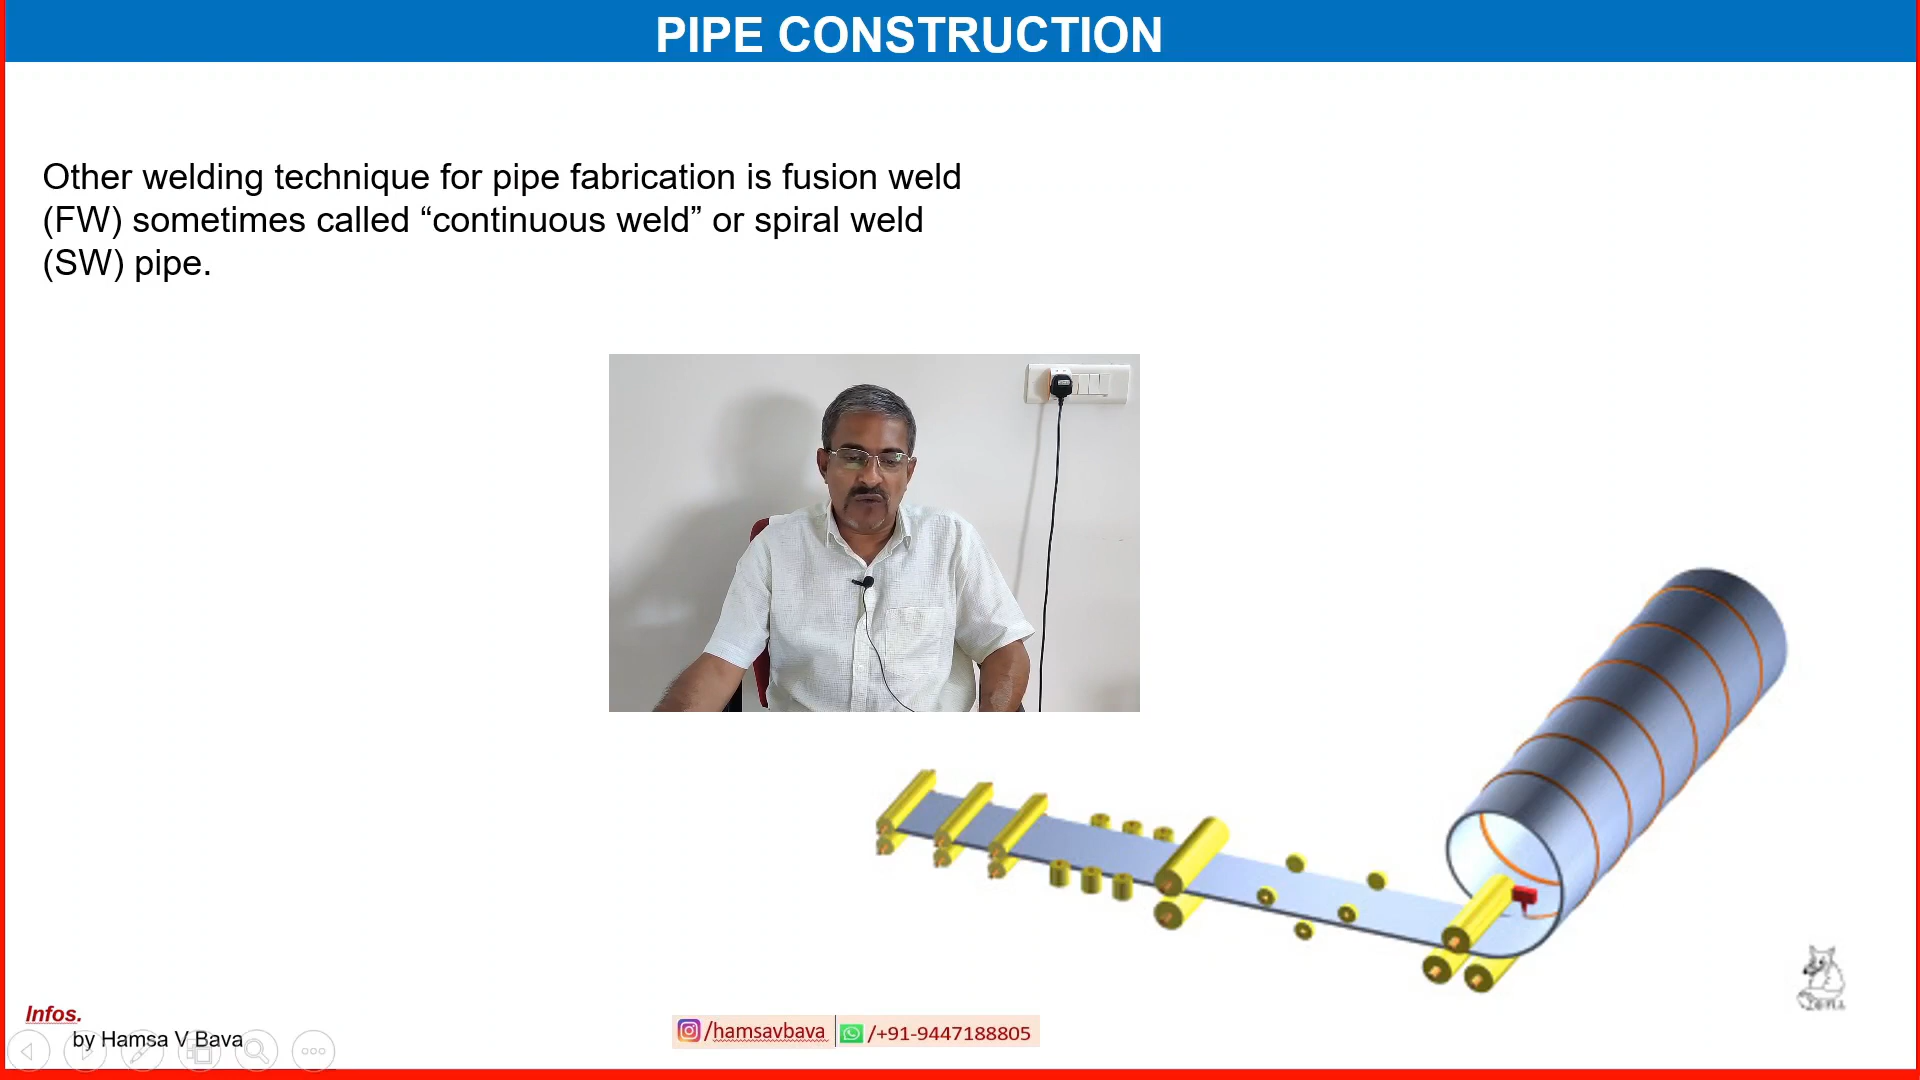 PIPE CONSTRUCTION
Other welding technique for pipe fabrication is fusion weld
(FW) sometimes called “continuous weld” or spiral weld
(SW) pipe.
Infos.
by Hamsa V Bava
/hamsavbava
/+91-9447188805